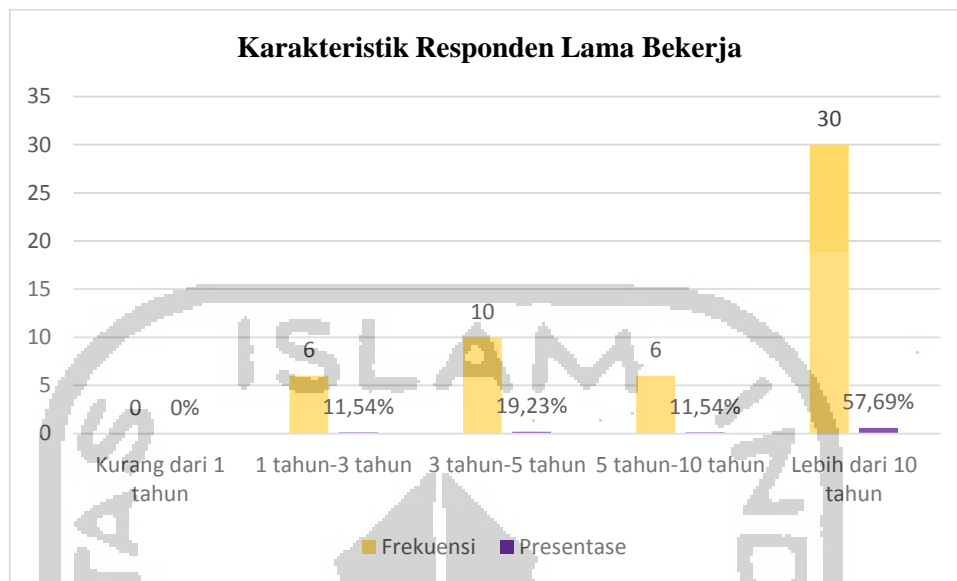 Karakteristik Responden Lama Bekerja
35
30
25
20
15
10
5
0
0 0%
6 11,54%
10 19,23%
6 11,54%
30 57,69%
Kurang dari 1
tahun
1 tahun-3 tahun
3 tahun-5 tahun
5 tahun-10 tahun
Lebih dari 10
tahun
Frekuensi Presentase
ISLAM